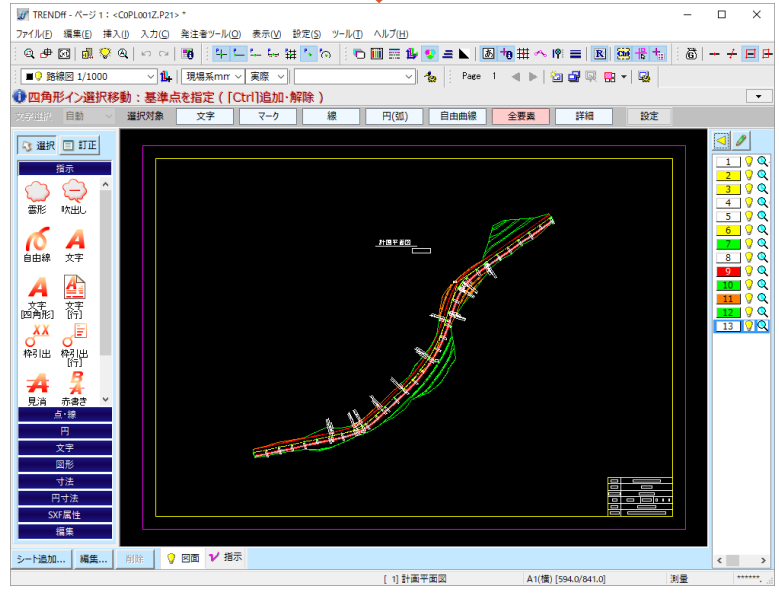 TRENDff - ページ 1 : <C0PL001Z.P21> *
ファイル(F) 編集(E) 挿入(I) 入力(C) 発注者ツール(O) 表示(V) 設定(S) ツール(T) ヘルプ(H)
路線図 1/1000 現場系mm 実際 Page 1
四角形イン選択移動：基準点を指定（「Ctrl」追加・解除）
文字選択 自動 選択対象 文字 マーク 線 円(弧) 自由曲線 全要素 詳細 設定
選択 訂正
指示
雲形 吹出し
自由線 文字
文字[四角形] 文字[行]
枠引出 枠引出[行]
見消 赤書き
点・線
円
文字
図形
寸法
円寸法
SXF属性
編集
計画平面図
1
2
3
4
5
6
7
8
9
10
11
12
13
シート追加... 編集... 削除 図面 指示
[ 1] 計画平面図 A1(横) [594.0/841.0] 測量 ******,